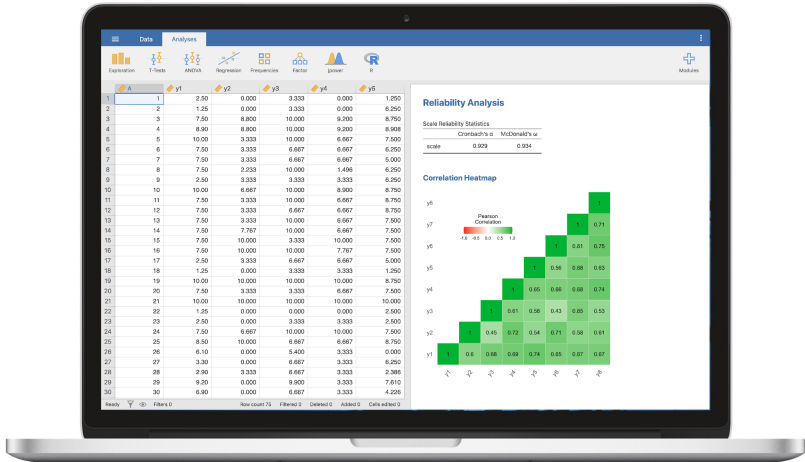 Data Analyses
Exploration T-Tests ANOVA Regression Frequencies Factor jpower R Modules
A y1 y2 y3 y4 y5
1 1 2.50 0.000 3.333 0.000 1.250
2 2 1.25 0.000 3.333 0.000 6.250
3 3 7.50 8.800 10.000 9.200 8.750
4 4 8.90 8.800 10.000 9.200 8.908
5 5 10.00 3.333 10.000 6.667 7.500
6 6 7.50 3.333 6.667 6.667 6.250
7 7 7.50 3.333 6.667 6.667 5.000
8 8 7.50 2.233 10.000 1.496 6.250
9 9 2.50 3.333 3.333 3.333 6.250
10 10 10.00 6.667 10.000 8.900 8.750
11 11 7.50 3.333 10.000 6.667 8.750
12 12 7.50 3.333 6.667 6.667 8.750
13 13 7.50 3.333 10.000 6.667 7.500
14 14 7.50 7.767 10.000 6.667 7.500
15 15 7.50 10.000 3.333 10.000 7.500
16 16 7.50 10.000 10.000 7.767 7.500
17 17 2.50 3.333 6.667 6.667 5.000
18 18 1.25 0.000 3.333 3.333 1.250
19 19 10.00 10.000 10.000 10.000 8.750
20 20 7.50 3.333 3.333 6.667 7.500
21 21 10.00 10.000 10.000 10.000 10.000
22 22 1.25 0.000 0.000 0.000 2.500
23 23 2.50 0.000 3.333 3.333 2.500
24 24 7.50 6.667 10.000 10.000 7.500
25 25 8.50 10.000 6.667 6.667 8.750
26 26 6.10 0.000 5.400 3.333 0.000
27 27 3.30 0.000 6.667 3.333 6.250
28 28 2.90 3.333 6.667 3.333 2.386
29 29 9.20 0.000 9.900 3.333 7.610
30 30 6.90 0.000 6.667 3.333 4.226
Ready Filters 0 Row count 75 Filtered 0 Deleted 0 Added 0 Cells edited 0
Reliability Analysis
Scale Reliability Statistics
Cronbach's α McDonald's ω
scale 0.929 0.934
Correlation Heatmap
Pearson
Correlation
-1.0 -0.5 0.0 0.5 1.0
y8 1
y7 1 0.71
y6 1 0.61 0.75
y5 1 0.56 0.68 0.63
y4 1 0.65 0.66 0.68 0.74
y3 1 0.61 0.58 0.43 0.65 0.53
y2 1 0.45 0.72 0.54 0.71 0.58 0.61
y1 1 0.6 0.68 0.69 0.74 0.65 0.67 0.67
y1 y2 y3 y4 y5 y6 y7 y8